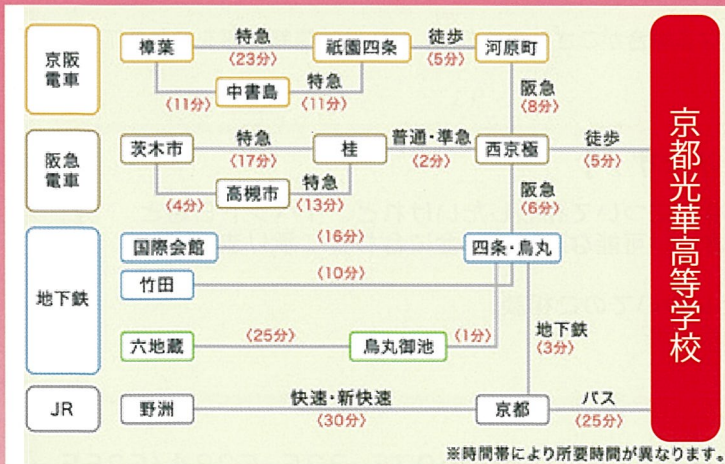 京阪
電車
樟葉
特急
〈23分〉
祇園四条
徒歩
〈5分〉
河原町
〈11分〉
中書島
特急
〈11分〉
阪急
〈8分〉
阪急
電車
茨木市
特急
〈17分〉
桂
普通・準急
〈2分〉
西京極
徒歩
〈5分〉
〈4分〉
高槻市
特急
〈13分〉
阪急
〈6分〉
地下鉄
国際会館
〈16分〉
四条・烏丸
竹田
〈10分〉
六地蔵
〈25分〉
烏丸御池
〈1分〉
地下鉄
〈3分〉
JR
野洲
快速・新快速
〈30分〉
京都
バス
〈25分〉
京都光華高等学校
※時間帯により所要時間が異なります。